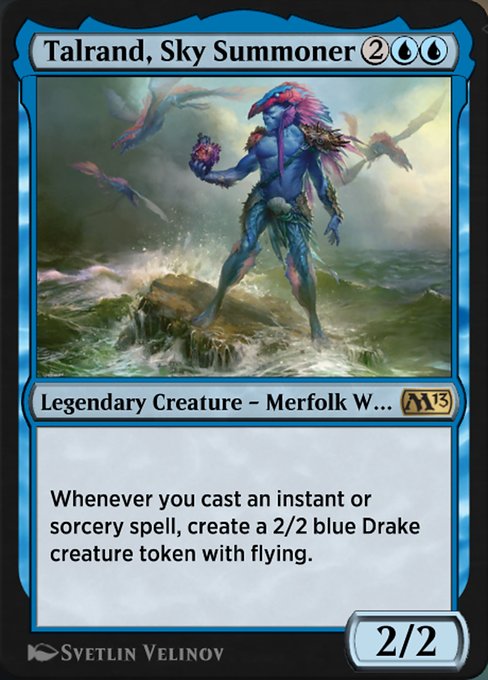 Talrand, Sky Summoner 2
Legendary Creature – Merfolk W...
M13
Whenever you cast an instant or
sorcery spell, create a 2/2 blue Drake
creature token with flying.
2/2
Svetlin Velinov